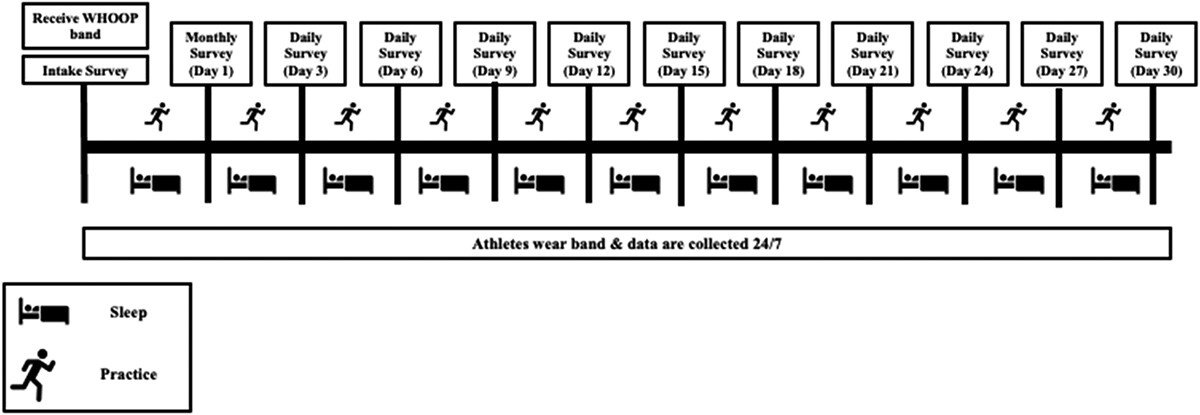 Receive WHOOP
band
Intake Survey
Monthly
Survey
(Day 1)
Daily
Survey
(Day 3)
Daily
Survey
(Day 6)
Daily
Survey
(Day 9)
Daily
Survey
(Day 12)
Daily
Survey
(Day 15)
Daily
Survey
(Day 18)
Daily
Survey
(Day 21)
Daily
Survey
(Day 24)
Daily
Survey
(Day 27)
Daily
Survey
(Day 30)
Athletes wear band & data are collected 24/7
Sleep
Practice